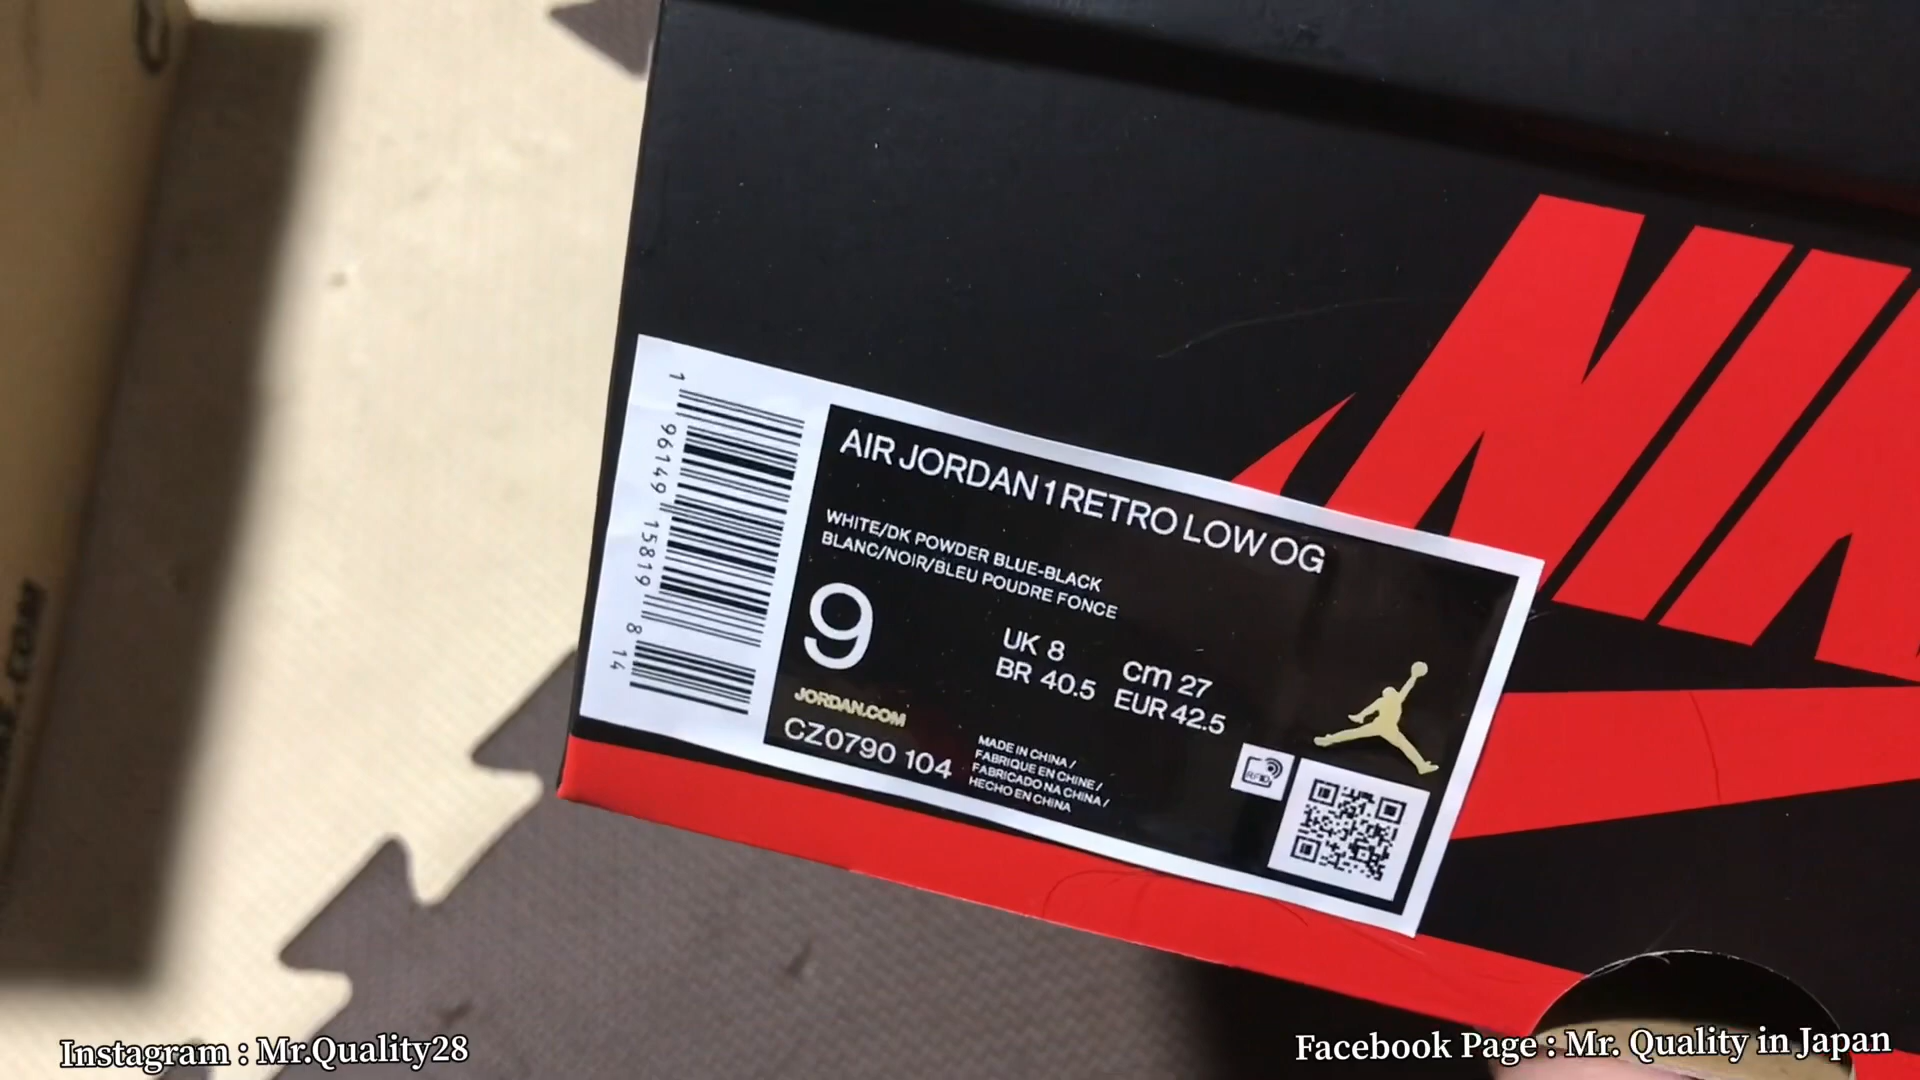 1 96149 15819 8 14
AIR JORDAN 1 RETRO LOW OG
WHITE/DK POWDER BLUE-BLACK
BLANC/NOIR/BLEU POUDRE FONCE
9
UK 8
cm 27
BR 40.5
EUR 42.5
JORDAN.COM
CZ0790 104
MADE IN CHINA /
FABRIQUE EN CHINE /
FABRICADO NA CHINA /
HECHO EN CHINA
RFID
Instagram : Mr.Quality28
Facebook Page : Mr. Quality in Japan